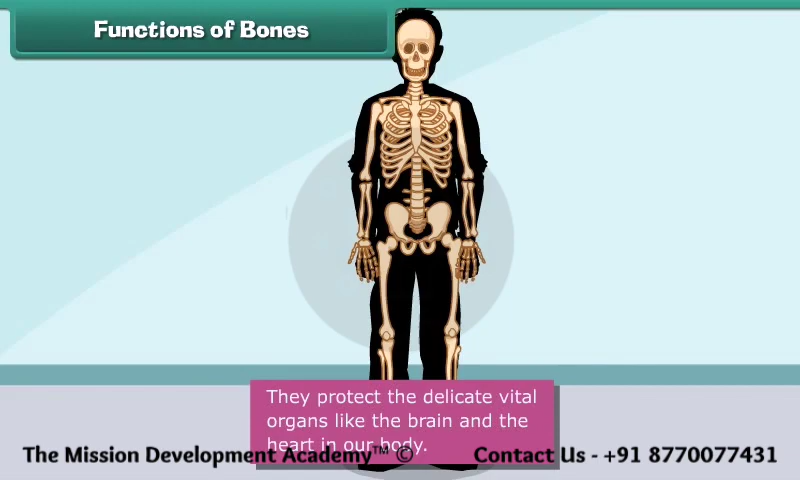 Functions of Bones
They protect the delicate vital
organs like the brain and the
heart in our body.
The Mission Development Academy™ © Contact Us - +91 8770077431